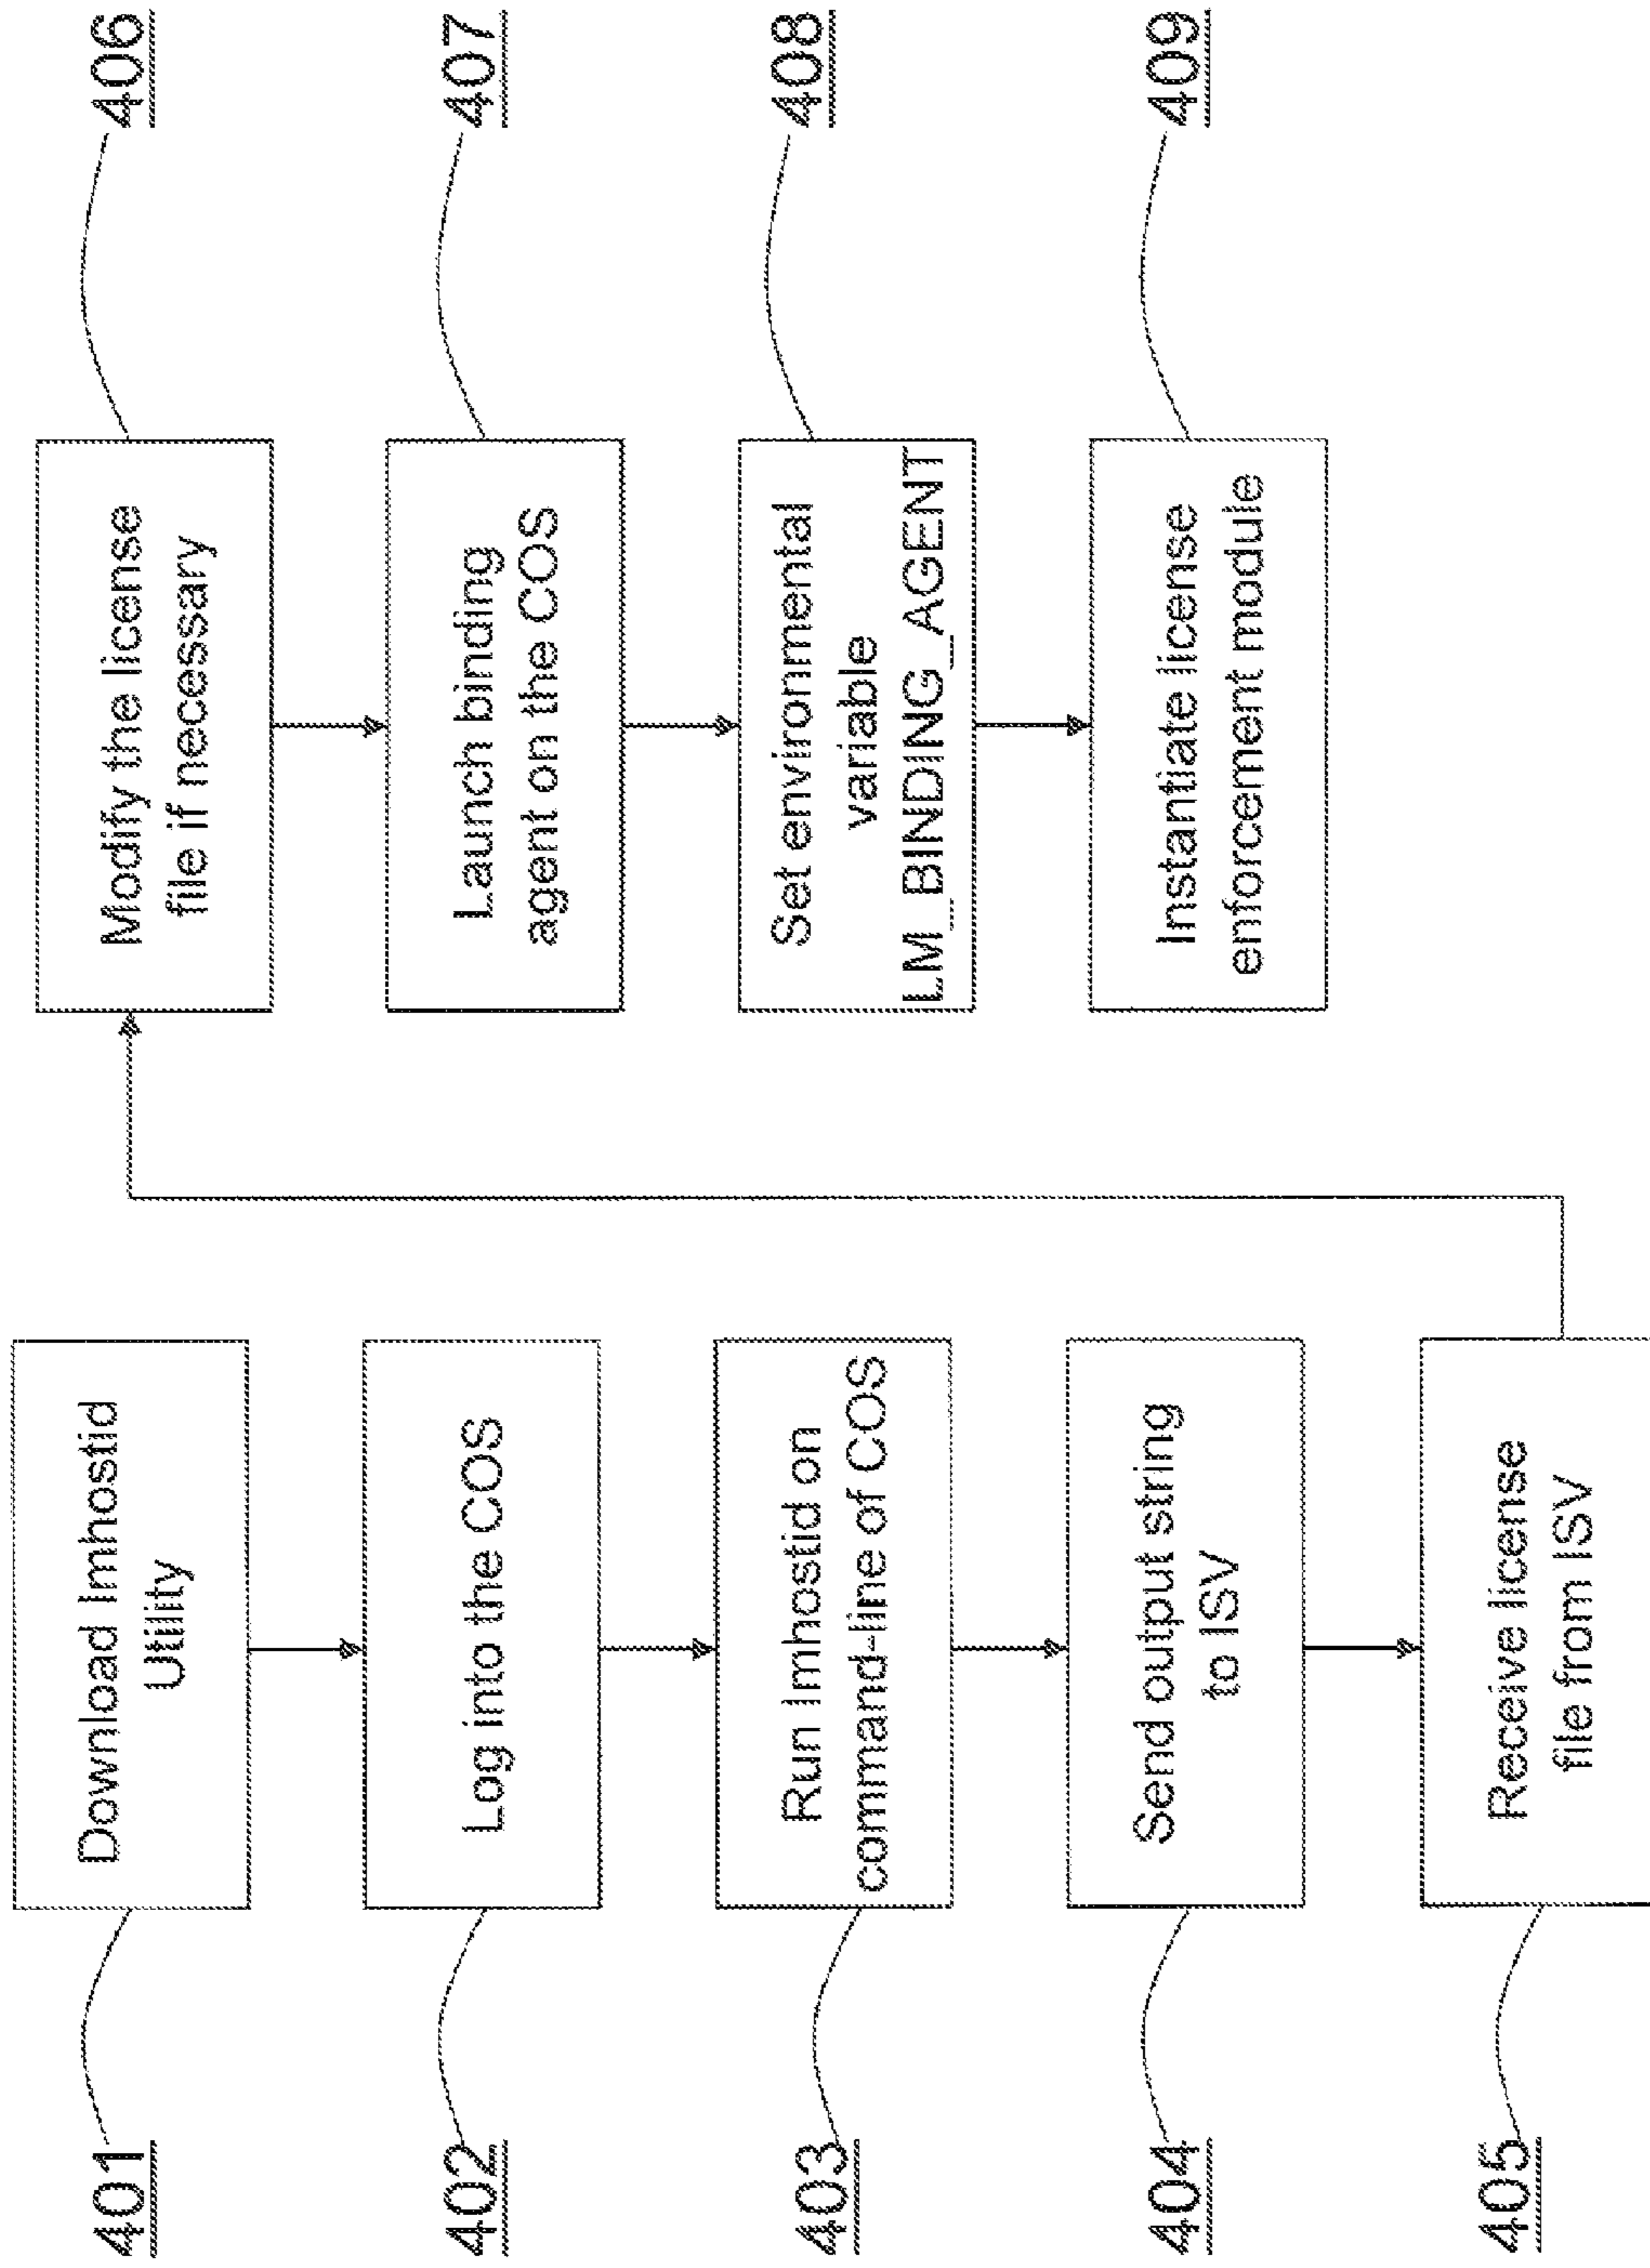 401
Download lmhostid
Utility
402
Log into the COS
403
Run lmhostid on
command-line of COS
404
Send output string
to ISV
405
Receive license
file from ISV
406
Modify the license
file if necessary
407
Launch binding
agent on the COS
408
Set environmental
variable
LM_BINDING_AGENT
409
Instantiate license
enforcement module